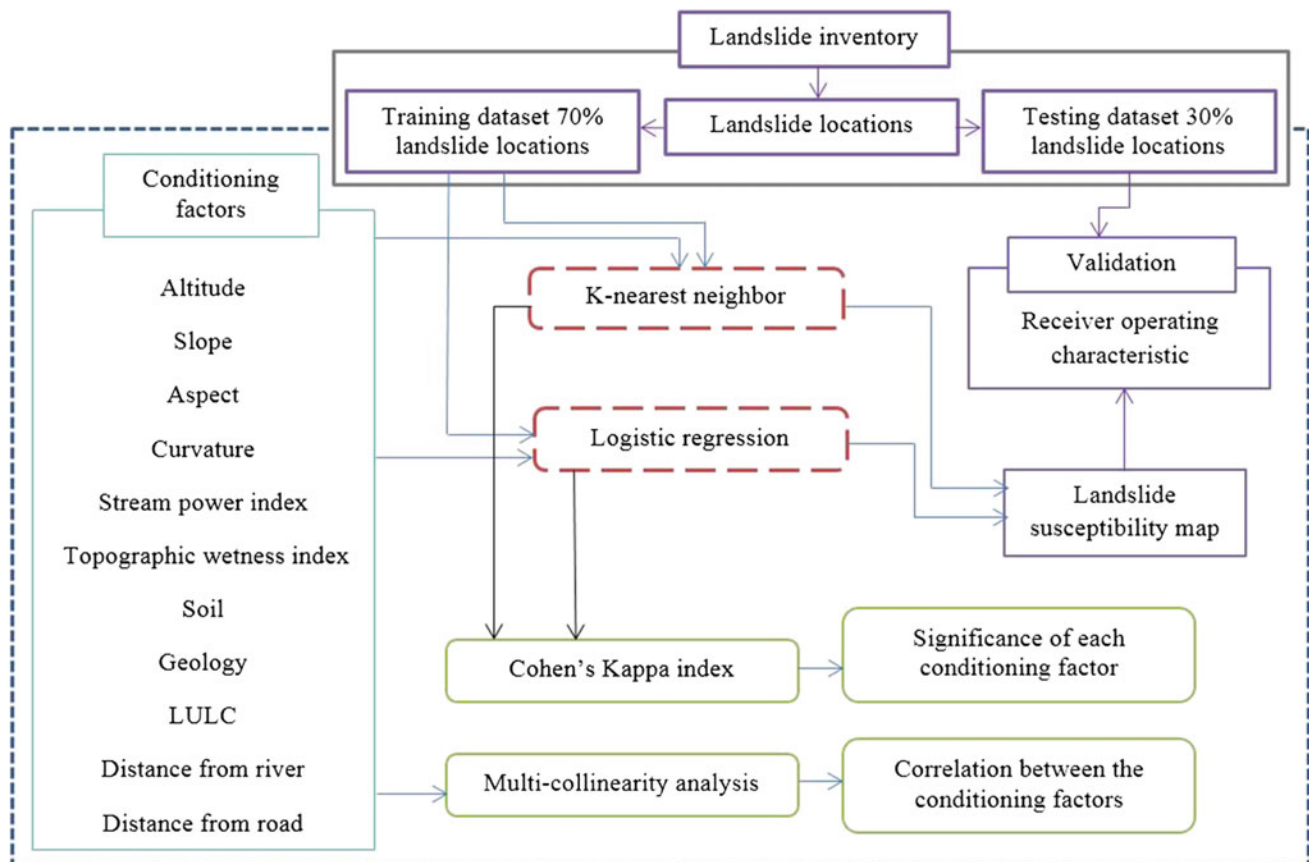 Landslide inventory
Training dataset 70%
landslide locations
Landslide locations
Testing dataset 30%
landslide locations
Conditioning
factors
Altitude
Slope
Aspect
Curvature
Stream power index
Topographic wetness index
Soil
Geology
LULC
Distance from river
Distance from road
K-nearest neighbor
Logistic regression
Validation
Receiver operating
characteristic
Landslide
susceptibility map
Cohen's Kappa index
Significance of each
conditioning factor
Multi-collinearity analysis
Correlation between the
conditioning factors